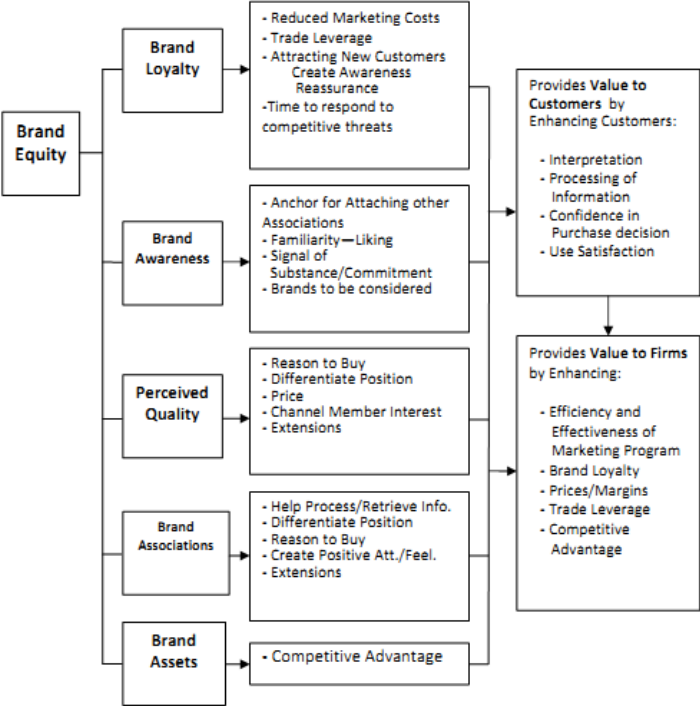 Brand
Equity
Brand
Loyalty
- Reduced Marketing Costs
- Trade Leverage
- Attracting New Customers
Create Awareness
Reassurance
-Time to respond to
competitive threats
Brand
Awareness
- Anchor for Attaching other
Associations
- Familiarity—Liking
- Signal of
Substance/Commitment
- Brands to be considered
Perceived
Quality
- Reason to Buy
- Differentiate Position
- Price
- Channel Member Interest
- Extensions
Brand
Associations
- Help Process/Retrieve Info.
- Differentiate Position
- Reason to Buy
- Create Positive Att./Feel.
- Extensions
Brand
Assets
- Competitive Advantage
Provides Value to
Customers by
Enhancing Customers:
- Interpretation
- Processing of
Information
- Confidence in
Purchase decision
- Use Satisfaction
Provides Value to Firms
by Enhancing:
- Efficiency and
Effectiveness of
Marketing Program
- Brand Loyalty
- Prices/Margins
- Trade Leverage
- Competitive
Advantage